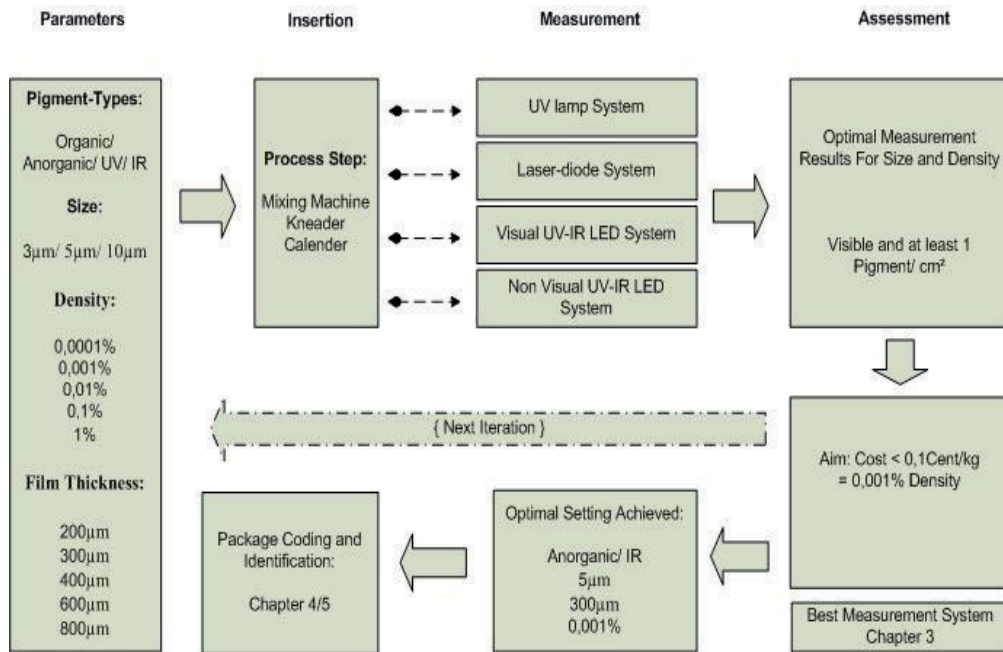 Parameters
Insertion
Measurement
Assessment
Pigment-Types:
Organic/
Anorganic/ UV/ IR
Size:
3µm/ 5µm/ 10µm
Density:
0,0001%
0,001%
0,01%
0,1%
1%
Film Thickness:
200µm
300µm
400µm
600µm
800µm
Process Step:
Mixing Machine
Kneader
Calender
UV lamp System
Laser-diode System
Visual UV-IR LED System
Non Visual UV-IR LED
System
Optimal Measurement
Results For Size and Density
Visible and at least 1
Pigment/ cm²
{ Next Iteration }
Aim: Cost < 0,1Cent/kg
= 0,001% Density
Best Measurement System
Chapter 3
Optimal Setting Achieved:
Anorganic/ IR
5µm
300µm
0,001%
Package Coding and
Identification:
Chapter 4/5